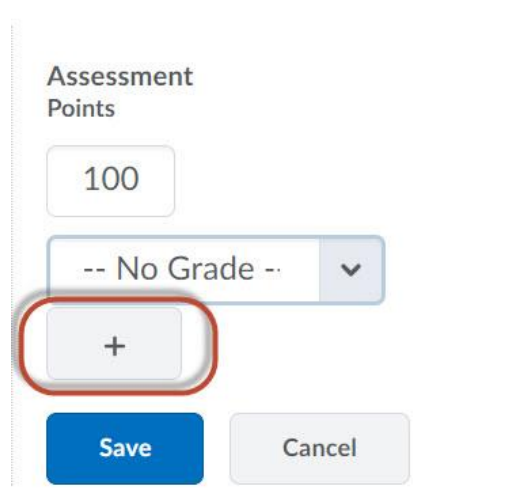 Assessment
Points
100
-- No Grade -
+
Save Cancel